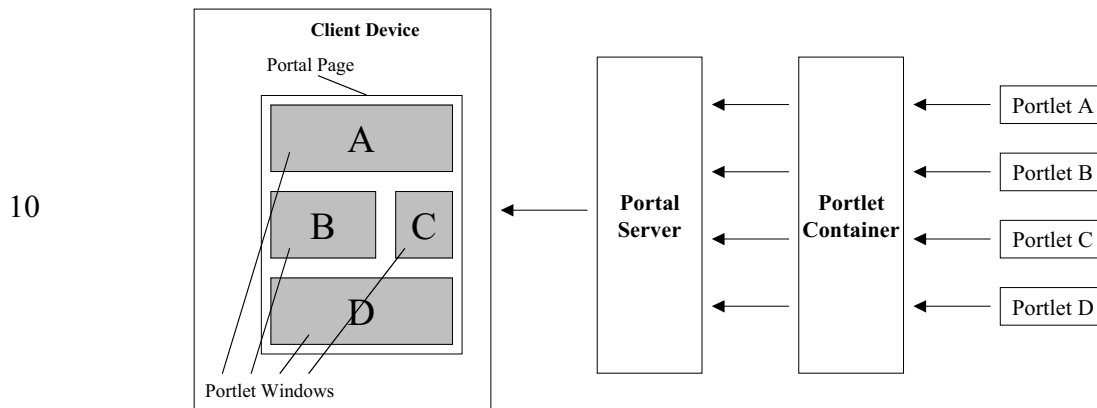 Client Device
Portal Page
A
Portlet A
Portlet B
10
B
C
Portal
Server
Portlet
Container
Portlet C
D
Portlet D
Portlet Windows